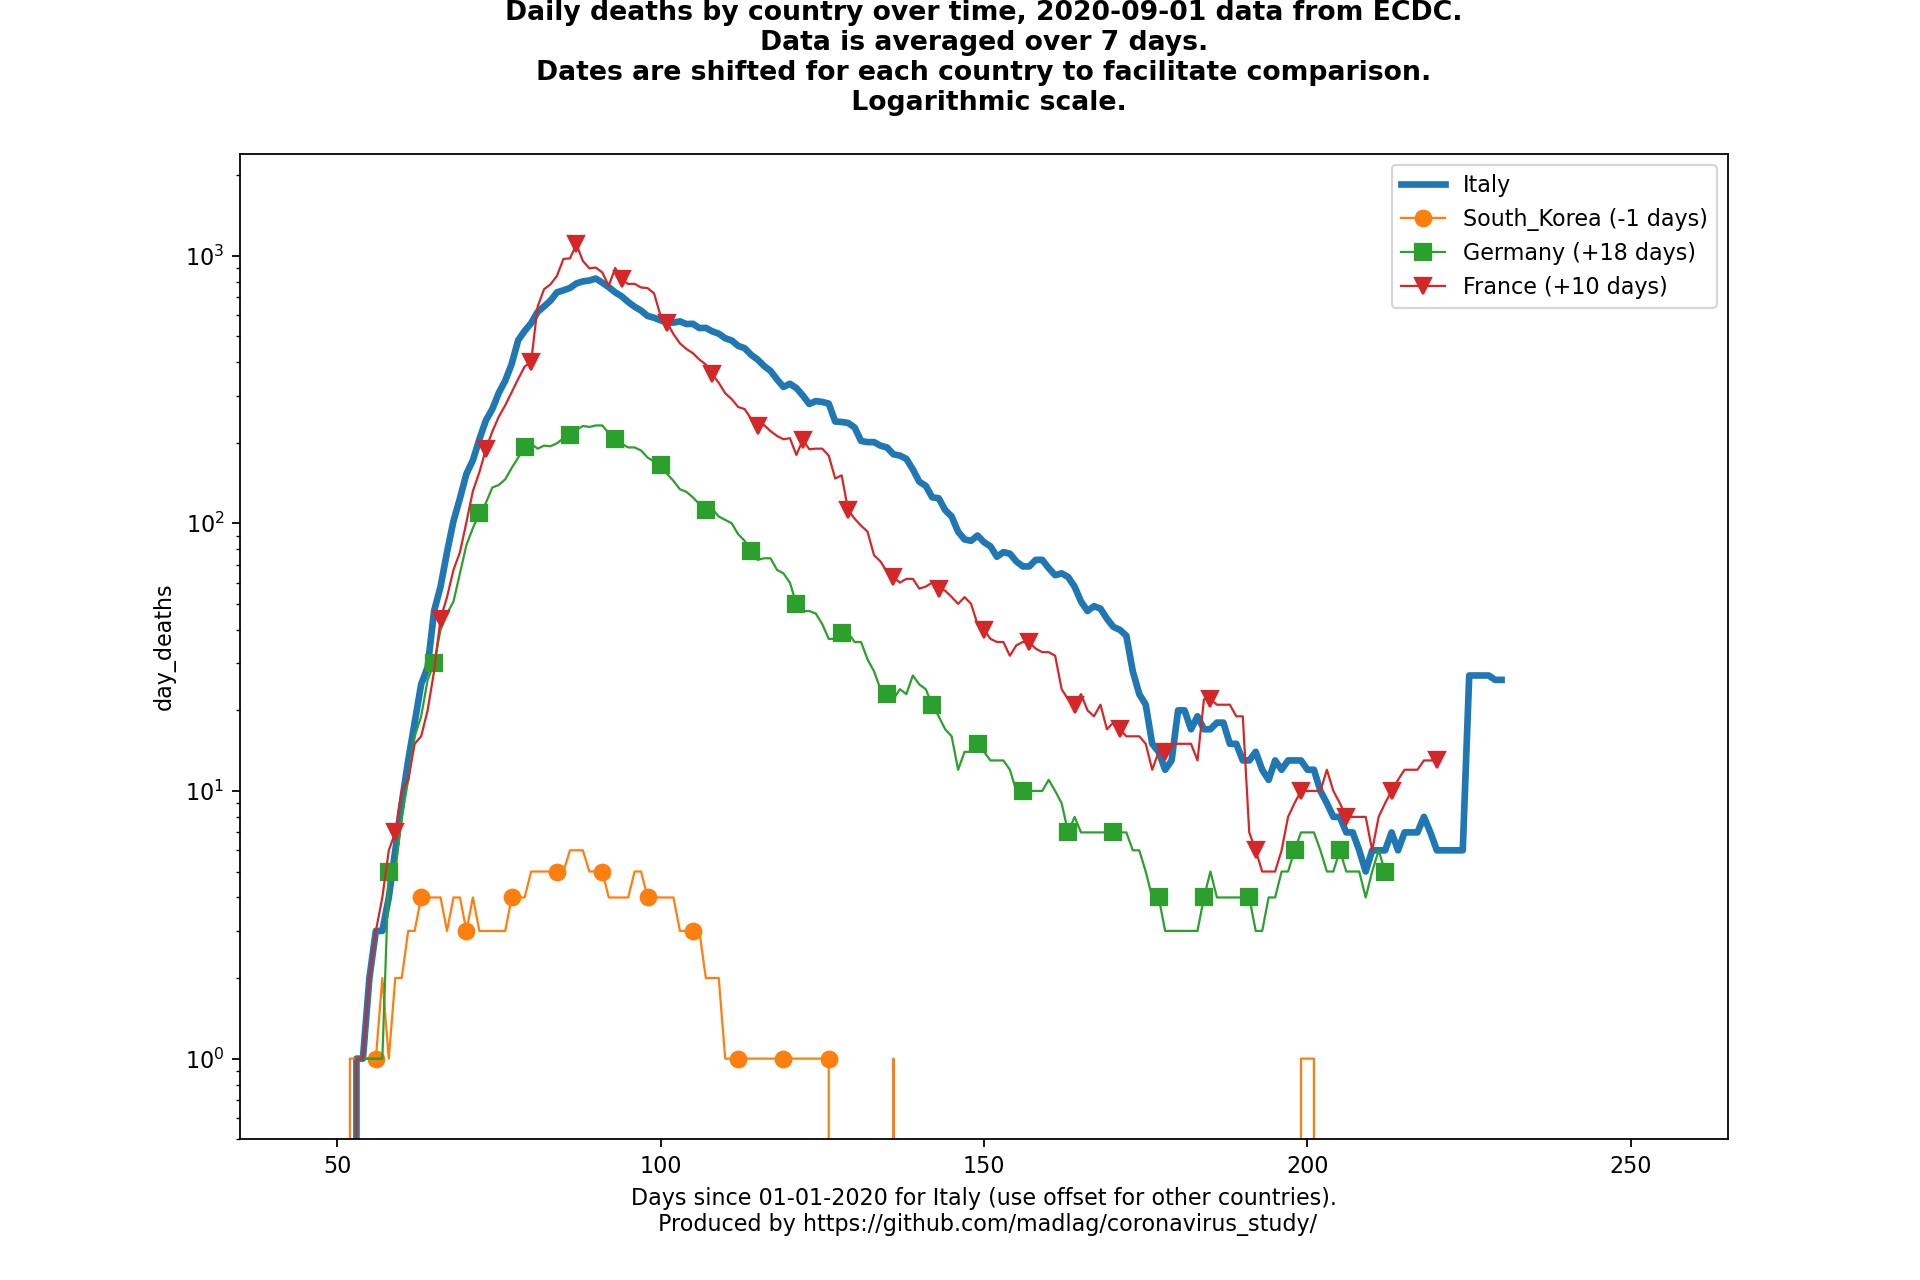 Daily deaths by country over time, 2020-09-01 data from ECDC.
Data is averaged over 7 days.
Dates are shifted for each country to facilitate comparison.
Logarithmic scale.
Italy
South_Korea (-1 days)
Germany (+18 days)
France (+10 days)
day_deaths
10³
10²
10¹
10⁰
50 100 150 200 250
Days since 01-01-2020 for Italy (use offset for other countries).
Produced by https://github.com/madlag/coronavirus_study/